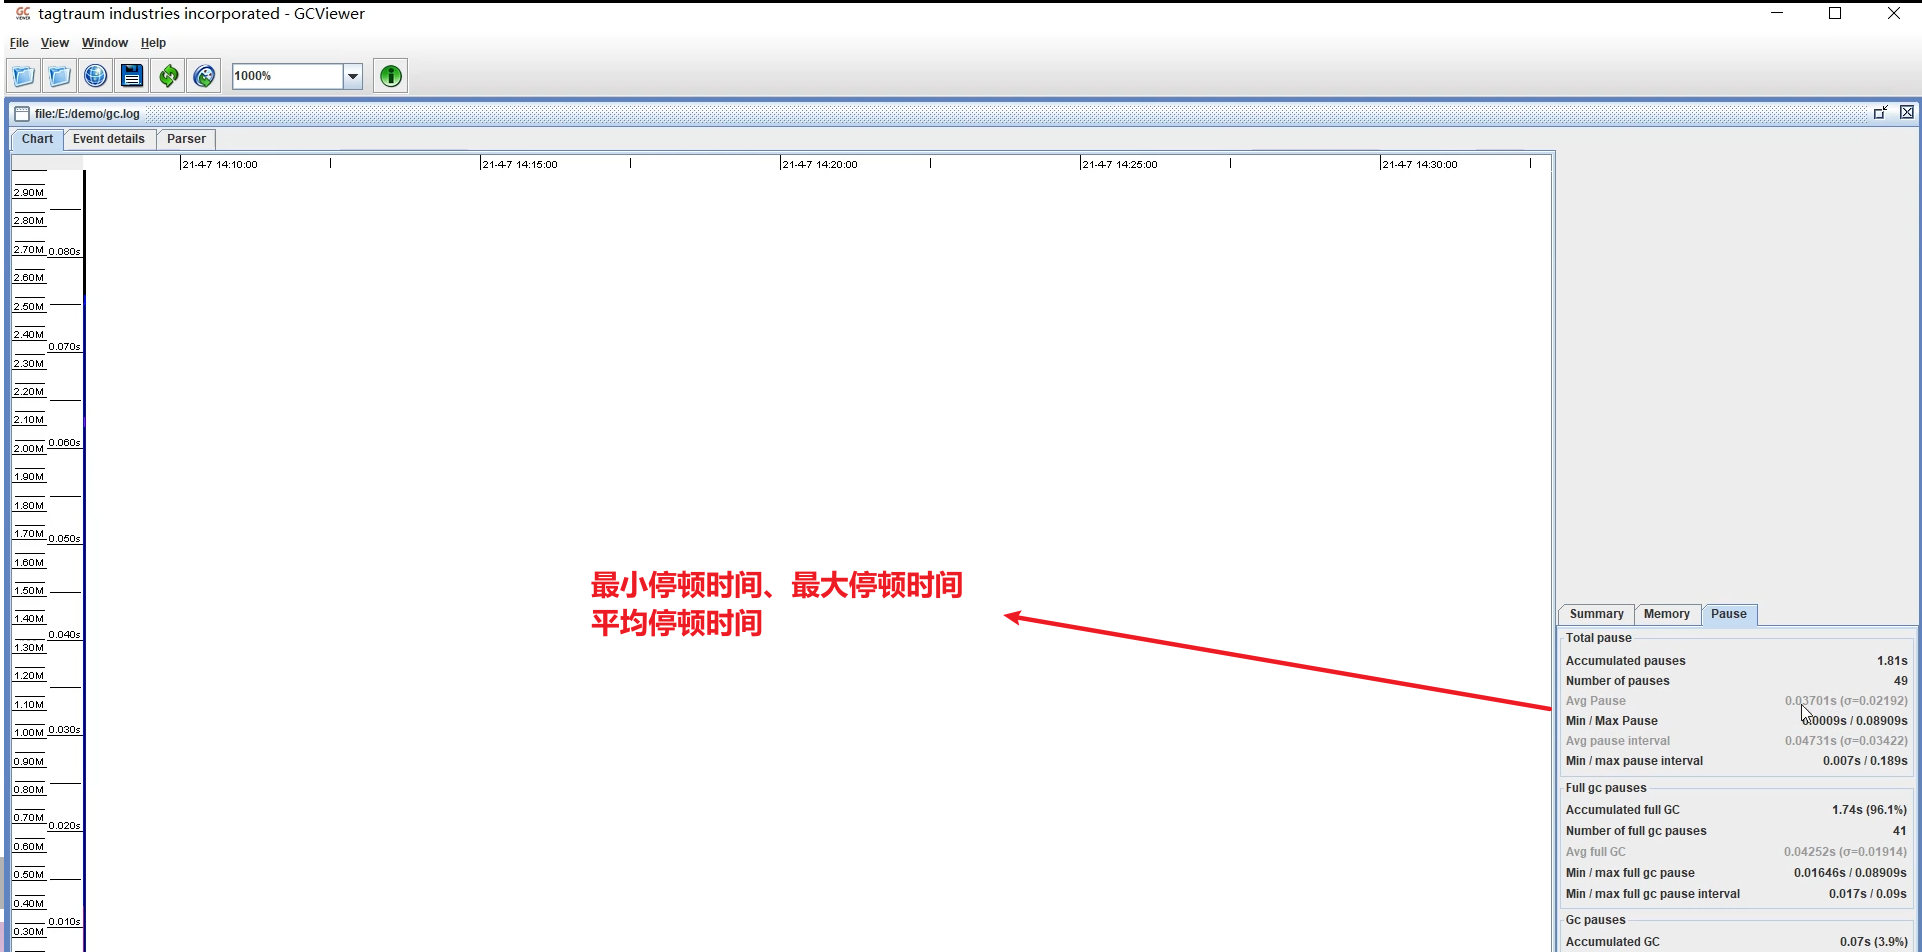 GC VIEWER tagtraum industries incorporated - GCViewer
File View Window Help
1000%
file:/E:/demo/gc.log
Chart Event details Parser
21-4-7 14:10:00 21-4-7 14:15:00 21-4-7 14:20:00 21-4-7 14:25:00 21-4-7 14:30:00
2.90M
2.80M
2.70M 0.080s
2.60M
2.50M
2.40M
0.070s
2.30M
2.20M
2.10M
0.060s
2.00M
1.90M
1.80M
1.70M 0.050s
1.60M
1.50M
1.40M
0.040s
1.30M
1.20M
1.10M
1.00M 0.030s
0.90M
0.80M
0.70M
0.020s
0.60M
0.50M
0.40M
0.010s
0.30M
最小停顿时间、最大停顿时间
平均停顿时间
Summary Memory Pause
Total pause
Accumulated pauses 1.81s
Number of pauses 49
Avg Pause 0.03701s (σ=0.02192)
Min / Max Pause 0.0009s / 0.08909s
Avg pause interval 0.04731s (σ=0.03422)
Min / max pause interval 0.007s / 0.189s
Full gc pauses
Accumulated full GC 1.74s (96.1%)
Number of full gc pauses 41
Avg full GC 0.04252s (σ=0.01914)
Min / max full gc pause 0.01646s / 0.08909s
Min / max full gc pause interval 0.017s / 0.09s
Gc pauses
Accumulated GC 0.07s (3.9%)